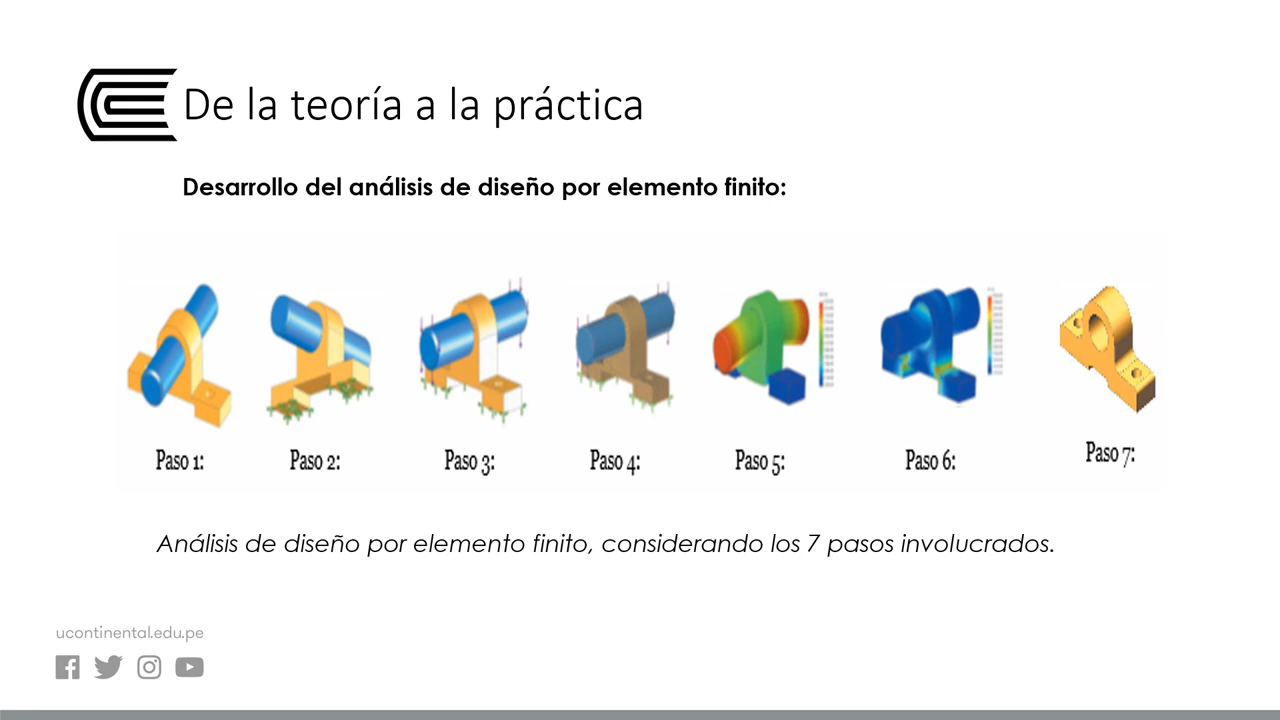 De la teoría a la práctica
Desarrollo del análisis de diseño por elemento finito:
Paso 1: Paso 2: Paso 3: Paso 4: Paso 5: Paso 6: Paso 7:
Análisis de diseño por elemento finito, considerando los 7 pasos involucrados.
ucontinental.edu.pe